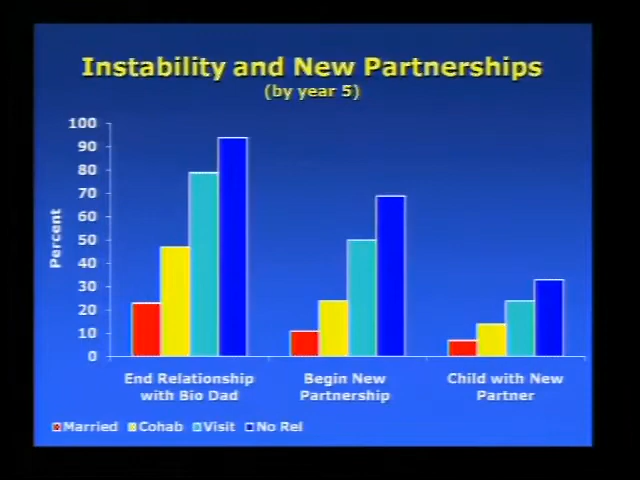 Instability and New Partnerships
(by year 5)
100
90
80
70
60
50
40
30
20
10
0
Percent
End Relationship
with Bio Dad
Begin New
Partnership
Child with New
Partner
Married Cohab Visit No Rel